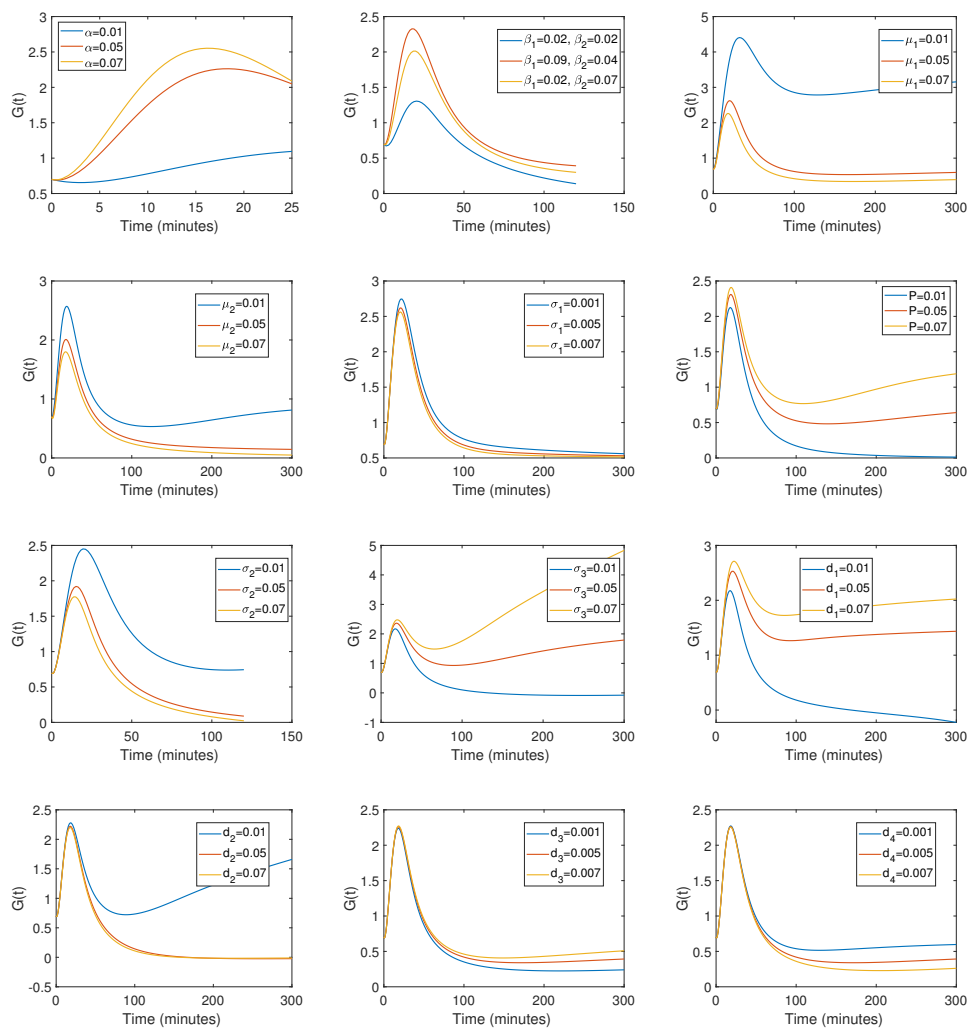 3
2.5
2
1.5
1
0.5
0 5 10 15 20 25
Time (minutes)
G(t)
α=0.01
α=0.05
α=0.07
2.5
2
1.5
1
0.5
0
0 50 100 150
Time (minutes)
G(t)
β1=0.02, β2=0.02
β1=0.09, β2=0.04
β1=0.02, β2=0.07
5
4
3
2
1
0
0 100 200 300
Time (minutes)
G(t)
μ1=0.01
μ1=0.05
μ1=0.07
3
2
1
0
0 100 200 300
Time (minutes)
G(t)
μ2=0.01
μ2=0.05
μ2=0.07
3
2.5
2
1.5
1
0.5
0 100 200 300
Time (minutes)
G(t)
σ1=0.001
σ1=0.005
σ1=0.007
2.5
2
1.5
1
0.5
0
0 100 200 300
Time (minutes)
G(t)
P=0.01
P=0.05
P=0.07
2.5
2
1.5
1
0.5
0
0 50 100 150
Time (minutes)
G(t)
σ2=0.01
σ2=0.05
σ2=0.07
5
4
3
2
1
0
-1
0 100 200 300
Time (minutes)
G(t)
σ3=0.01
σ3=0.05
σ3=0.07
3
2
1
0
0 100 200 300
Time (minutes)
G(t)
d1=0.01
d1=0.05
d1=0.07
2.5
2
1.5
1
0.5
0
-0.5
0 100 200 300
Time (minutes)
G(t)
d2=0.01
d2=0.05
d2=0.07
2.5
2
1.5
1
0.5
0
0 100 200 300
Time (minutes)
G(t)
d3=0.001
d3=0.005
d3=0.007
2.5
2
1.5
1
0.5
0
0 100 200 300
Time (minutes)
G(t)
d4=0.001
d4=0.005
d4=0.007